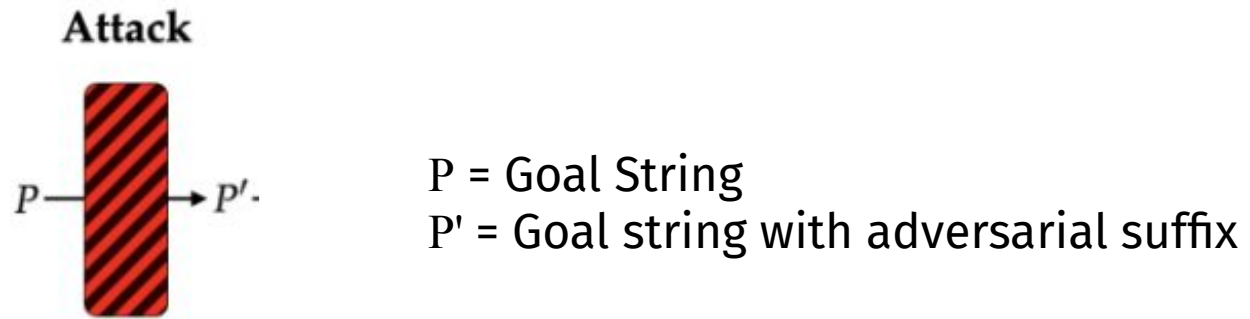 Attack
P P'
P = Goal String
P' = Goal string with adversarial suffix